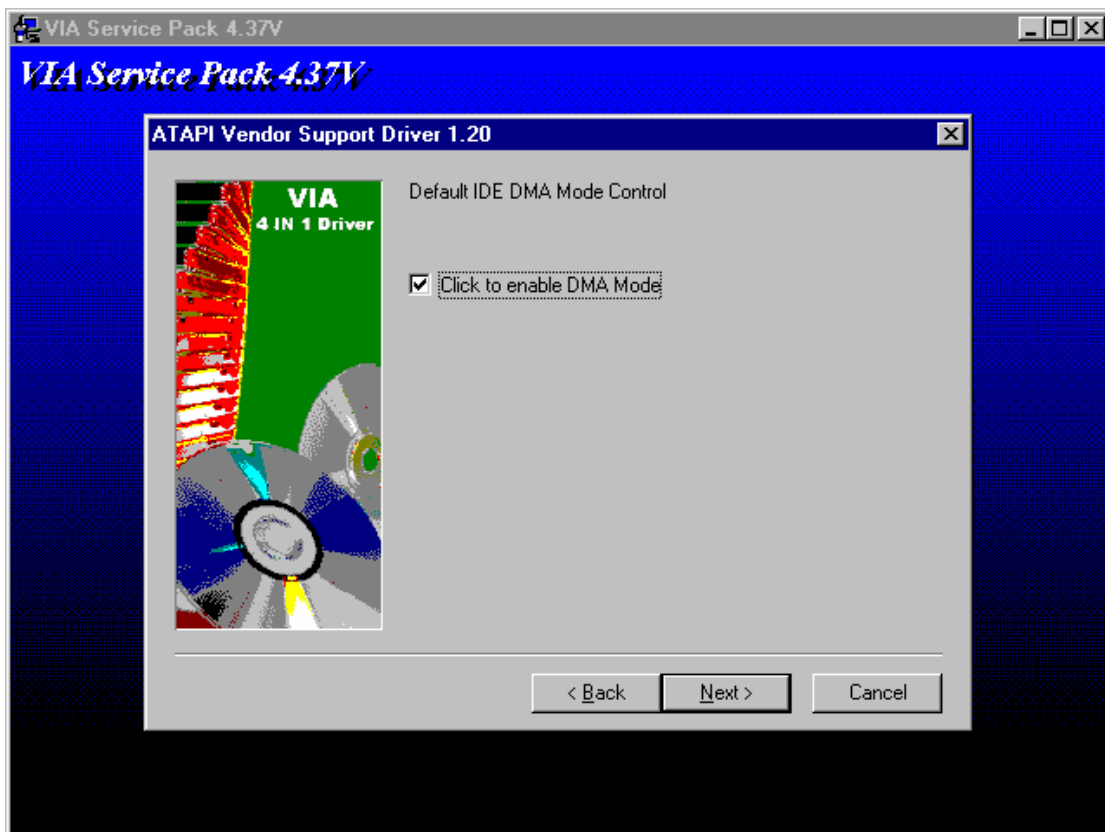 VIA Service Pack 4.37V
VIA Service Pack 4.37V
ATAPI Vendor Support Driver 1.20
VIA
4 IN 1 Driver
Default IDE DMA Mode Control
Click to enable DMA Mode
< Back
Next >
Cancel